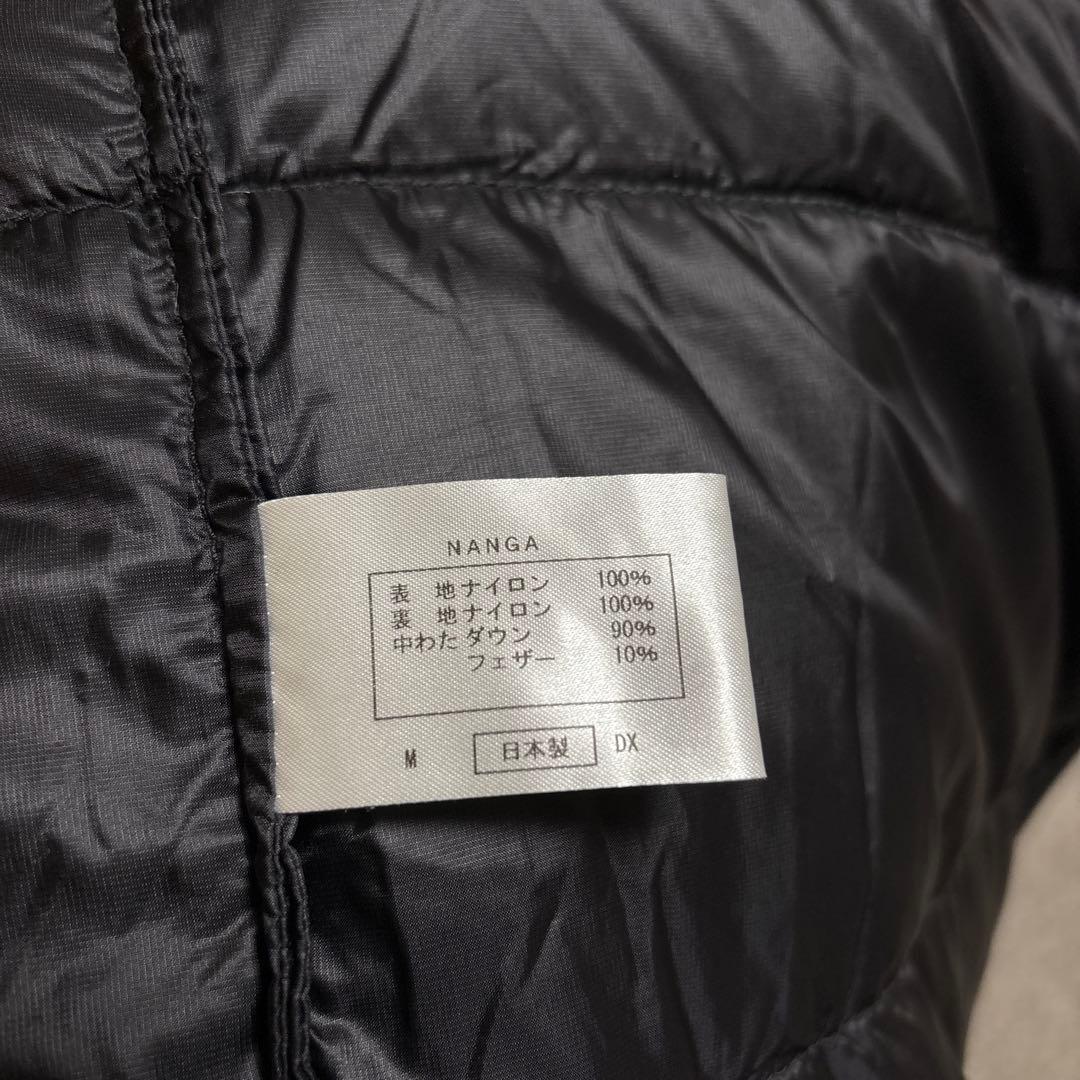 NANGA
表 地 ナイロン 100%
裏 地 ナイロン 100%
中わた ダウン 90%
フェザー 10%
M 日本製 DX